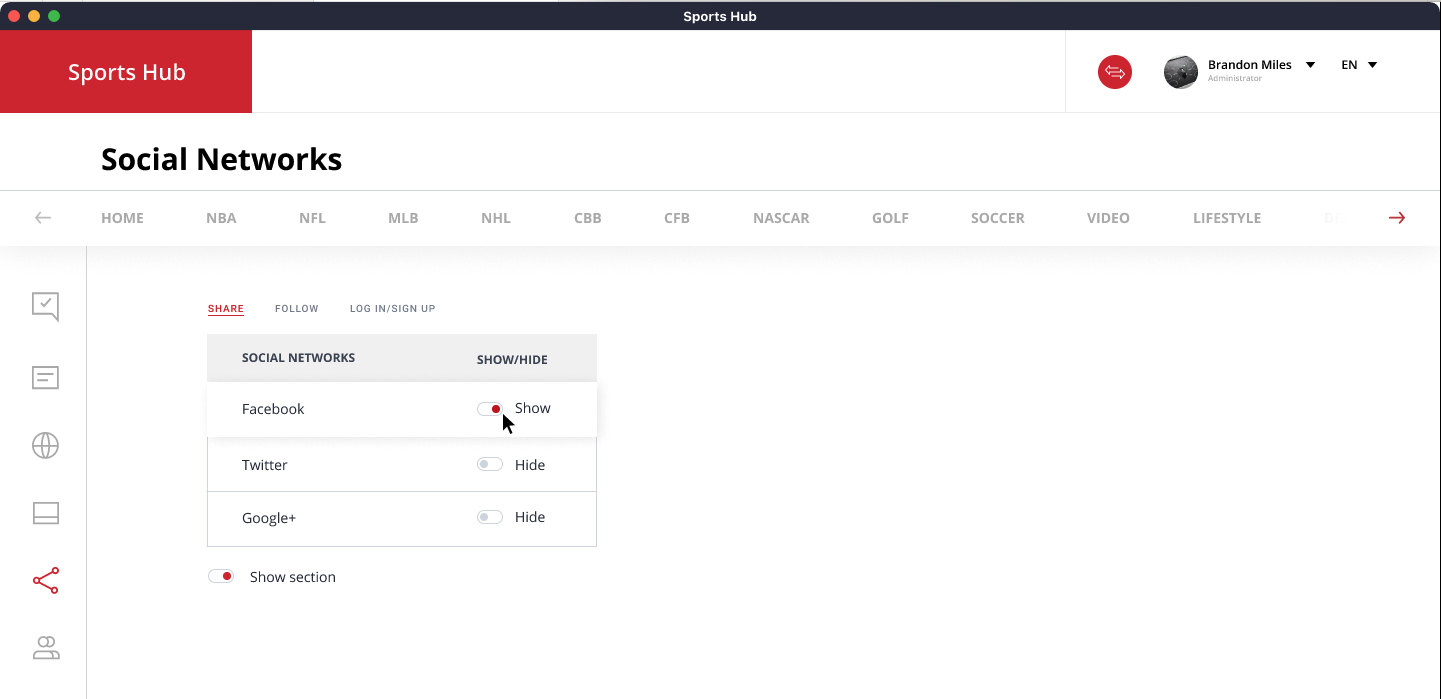 Sports Hub
Sports Hub
Brandon Miles
Administrator
EN
Social Networks
HOME NBA NFL MLB NHL CBB CFB NASCAR GOLF SOCCER VIDEO LIFESTYLE
SHARE FOLLOW LOG IN/SIGN UP
SOCIAL NETWORKS SHOW/HIDE
Facebook Show
Twitter Hide
Google+ Hide
Show section